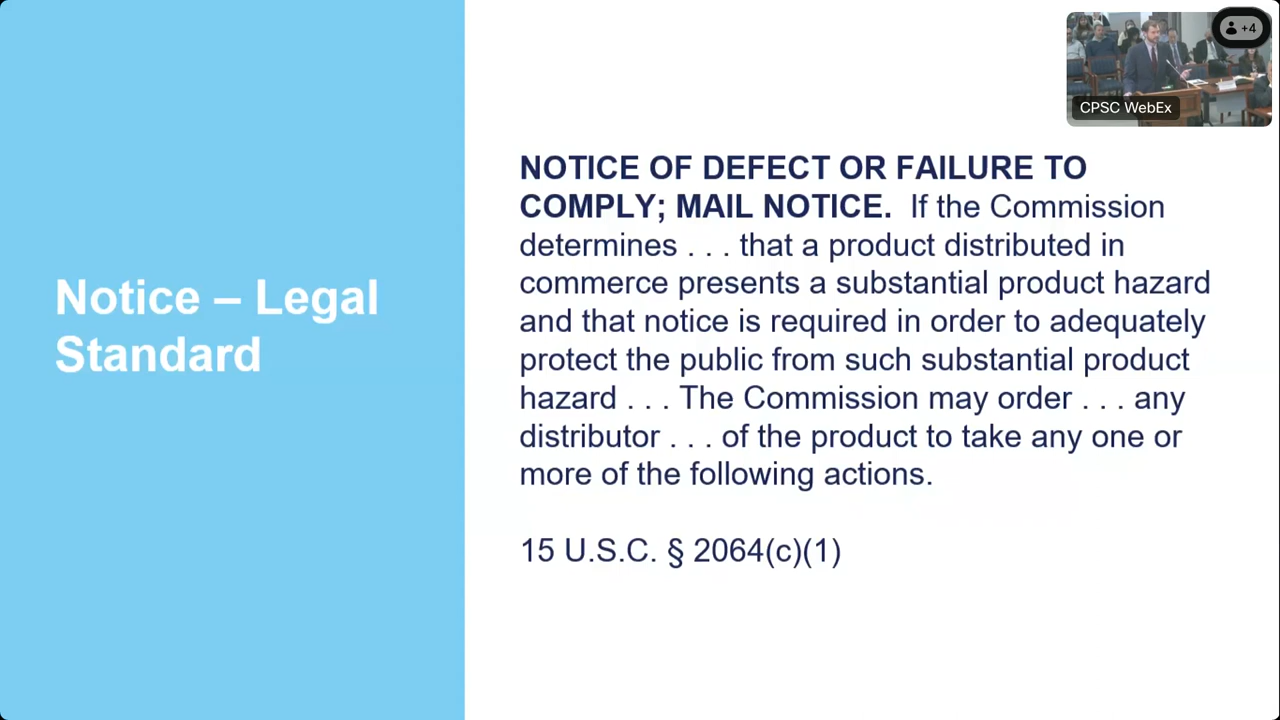 +4
CPSC WebEx
Notice – Legal
Standard
NOTICE OF DEFECT OR FAILURE TO
COMPLY; MAIL NOTICE. If the Commission
determines . . . that a product distributed in
commerce presents a substantial product hazard
and that notice is required in order to adequately
protect the public from such substantial product
hazard . . . The Commission may order . . . any
distributor . . . of the product to take any one or
more of the following actions.
15 U.S.C. § 2064(c)(1)